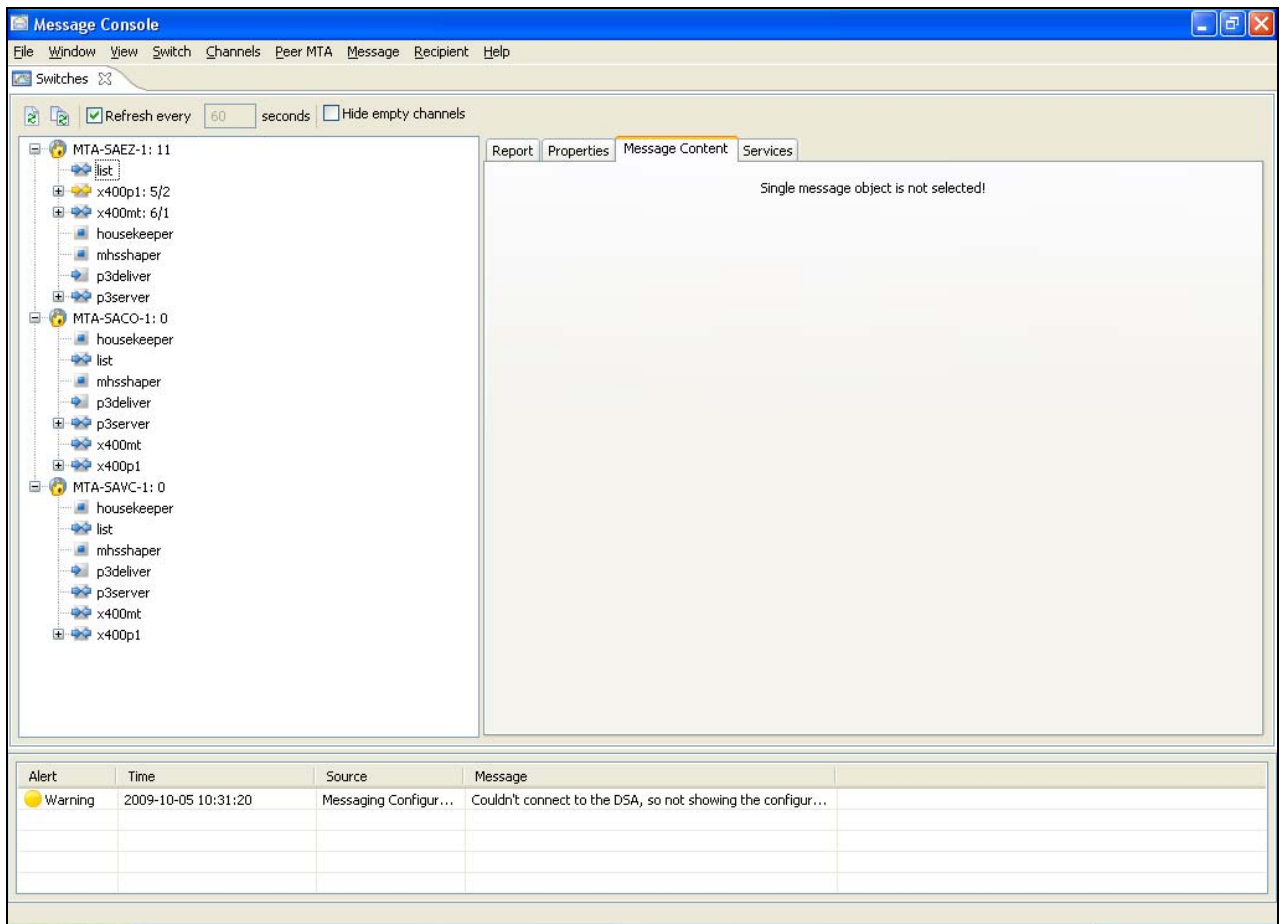 Message Console
File Window View Switch Channels Peer MTA Message Recipient Help
Switches
Refresh every 60 seconds Hide empty channels
MTA-SAEZ-1: 11
list
x400p1: 5/2
x400mt: 6/1
housekeeper
mhsshaper
p3deliver
p3server
MTA-SACO-1: 0
housekeeper
list
mhsshaper
p3deliver
p3server
x400mt
x400p1
MTA-SAVC-1: 0
housekeeper
list
mhsshaper
p3deliver
p3server
x400mt
x400p1
Report Properties Message Content Services
Single message object is not selected!
Alert Time Source Message
Warning 2009-10-05 10:31:20 Messaging Configur... Couldn't connect to the DSA, so not showing the configur...